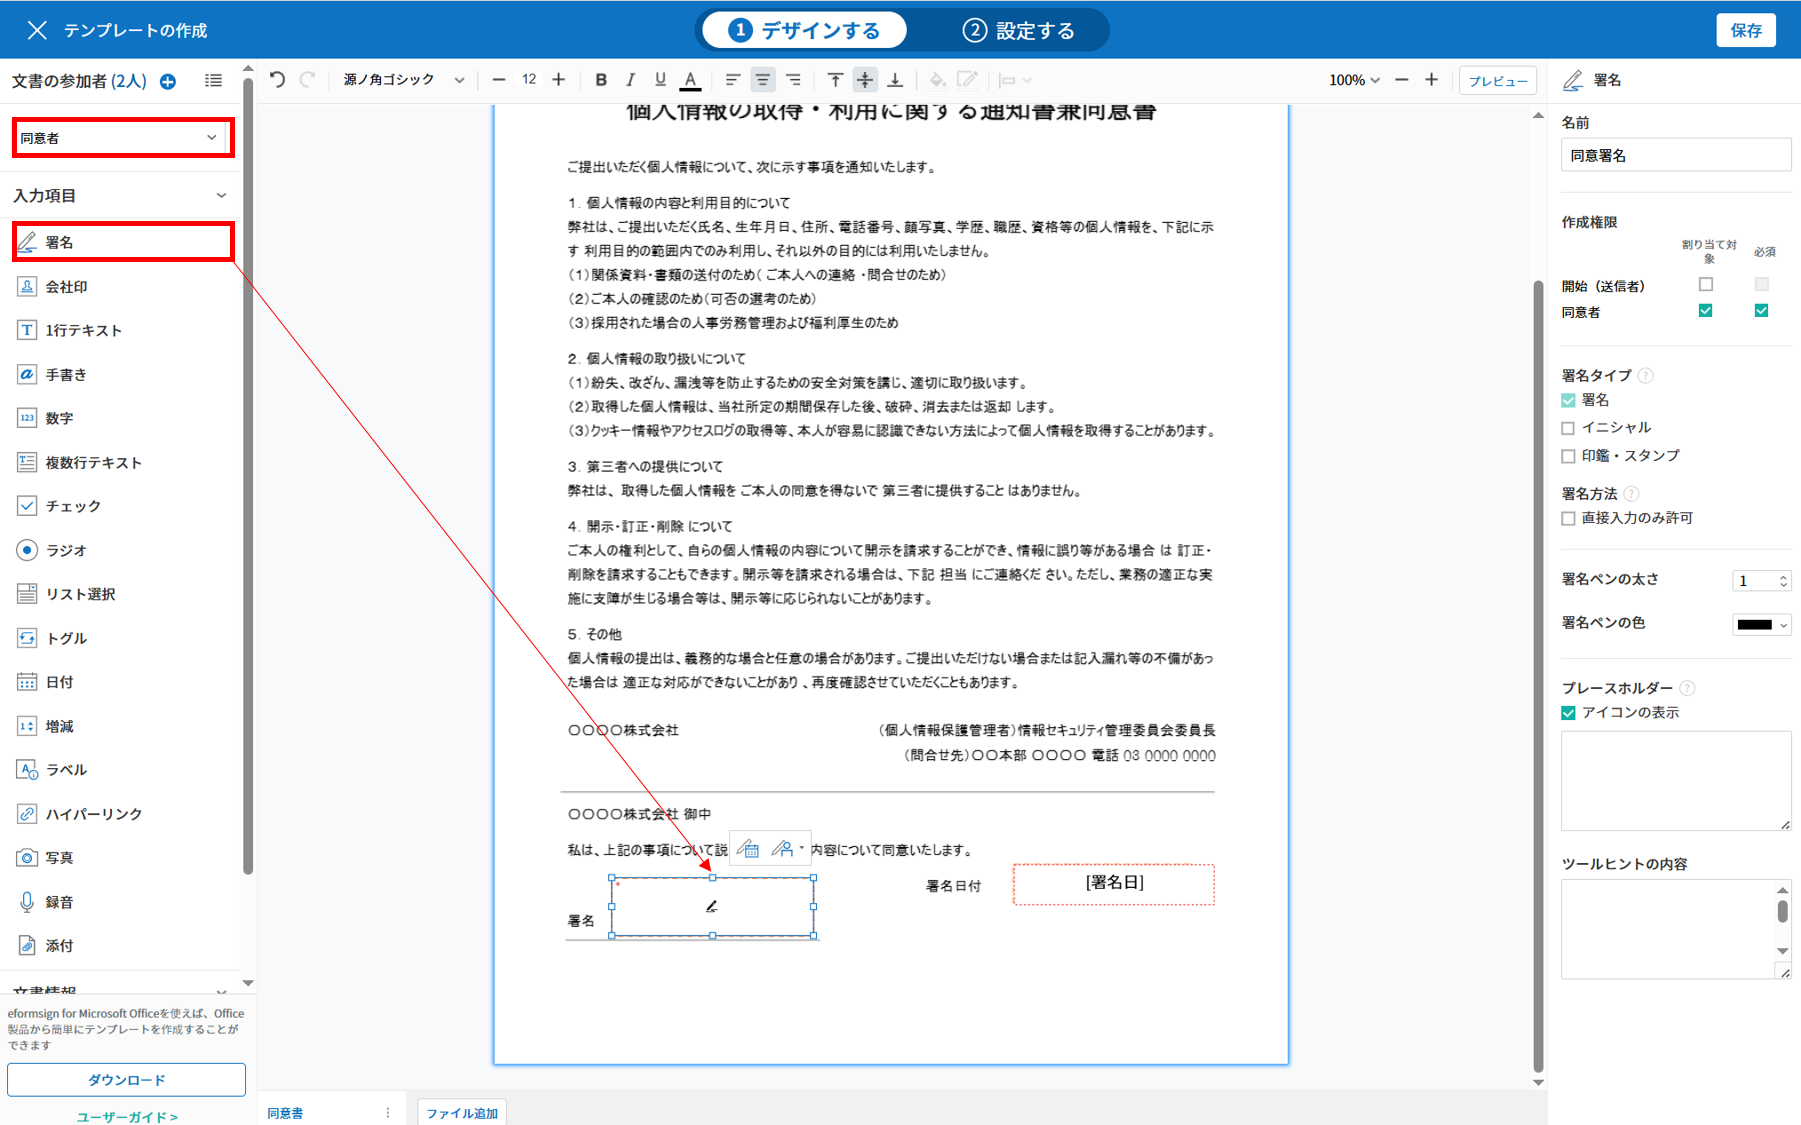 テンプレートの作成
1 デザインする
2 設定する
保存
文書の参加者 (2人)
同意者
入力項目
署名
会社印
1行テキスト
手書き
数字
複数行テキスト
チェック
ラジオ
リスト選択
トグル
日付
増減
ラベル
ハイパーリンク
写真
録音
添付
文書情報
eformsign for Microsoft Officeを使えば、Office
製品から簡単にテンプレートを作成することが
できます
ダウンロード
ユーザーガイド >
源ノ角ゴシック
12
B I U A
100%
プレビュー
個人情報の取得・利用に関する通知書兼同意書
ご提出いただく個人情報について、次に示す事項を通知いたします。
1. 個人情報の内容と利用目的について
弊社は、ご提出いただく氏名、生年月日、住所、電話番号、顔写真、学歴、職歴、資格等の個人情報を、下記に示
す 利用目的の範囲内でのみ利用し、それ以外の目的には利用いたしません。
(1)関係資料・書類の送付のため( ご本人への連絡 ・問合せのため)
(2)ご本人の確認のため(可否の選考のため)
(3)採用された場合の人事労務管理および福利厚生のため
2. 個人情報の取り扱いについて
(1)紛失、改ざん、漏洩等を防止するための安全対策を講じ、適切に取り扱います。
(2)取得した個人情報は、当社所定の期間保存した後、破砕、消去または返却 します。
(3)クッキー情報やアクセスログの取得等、本人が容易に認識できない方法によって個人情報を取得することがあります。
3. 第三者への提供について
弊社は、 取得した個人情報を ご本人の同意を得ないで 第三者に提供すること はありません。
4. 開示・訂正・削除 について
ご本人の権利として、自らの個人情報の内容について開示を請求することができ、情報に誤り等がある場合 は 訂正・
削除を請求することもできます。開示等を請求される場合は、下記 担当 にご連絡くだ さい。ただし、業務の適正な実
施に支障が生じる場合等は、開示等に応じられないことがあります。
5. その他
個人情報の提出は、義務的な場合と任意の場合があります。ご提出いただけない場合または記入漏れ等の不備があっ
た場合は 適正な対応ができないことがあり 、再度確認させていただくこともあります。
〇〇〇〇株式会社
(個人情報保護管理者)情報セキュリティ管理委員会委員長
(問合せ先)〇〇本部 〇〇〇〇 電話 03 0000 0000
〇〇〇〇株式会社 御中
私は、上記の事項について説
内容について同意いたします。
署名日付
[署名日]
*
署名
同意書
ファイル追加
署名
名前
同意署名
作成権限
割り当て対
象
必須
開始（送信者）
同意者
署名タイプ ?
署名
イニシャル
印鑑・スタンプ
署名方法 ?
直接入力のみ許可
署名ペンの太さ
1
署名ペンの色
プレースホルダー ?
アイコンの表示
ツールヒントの内容